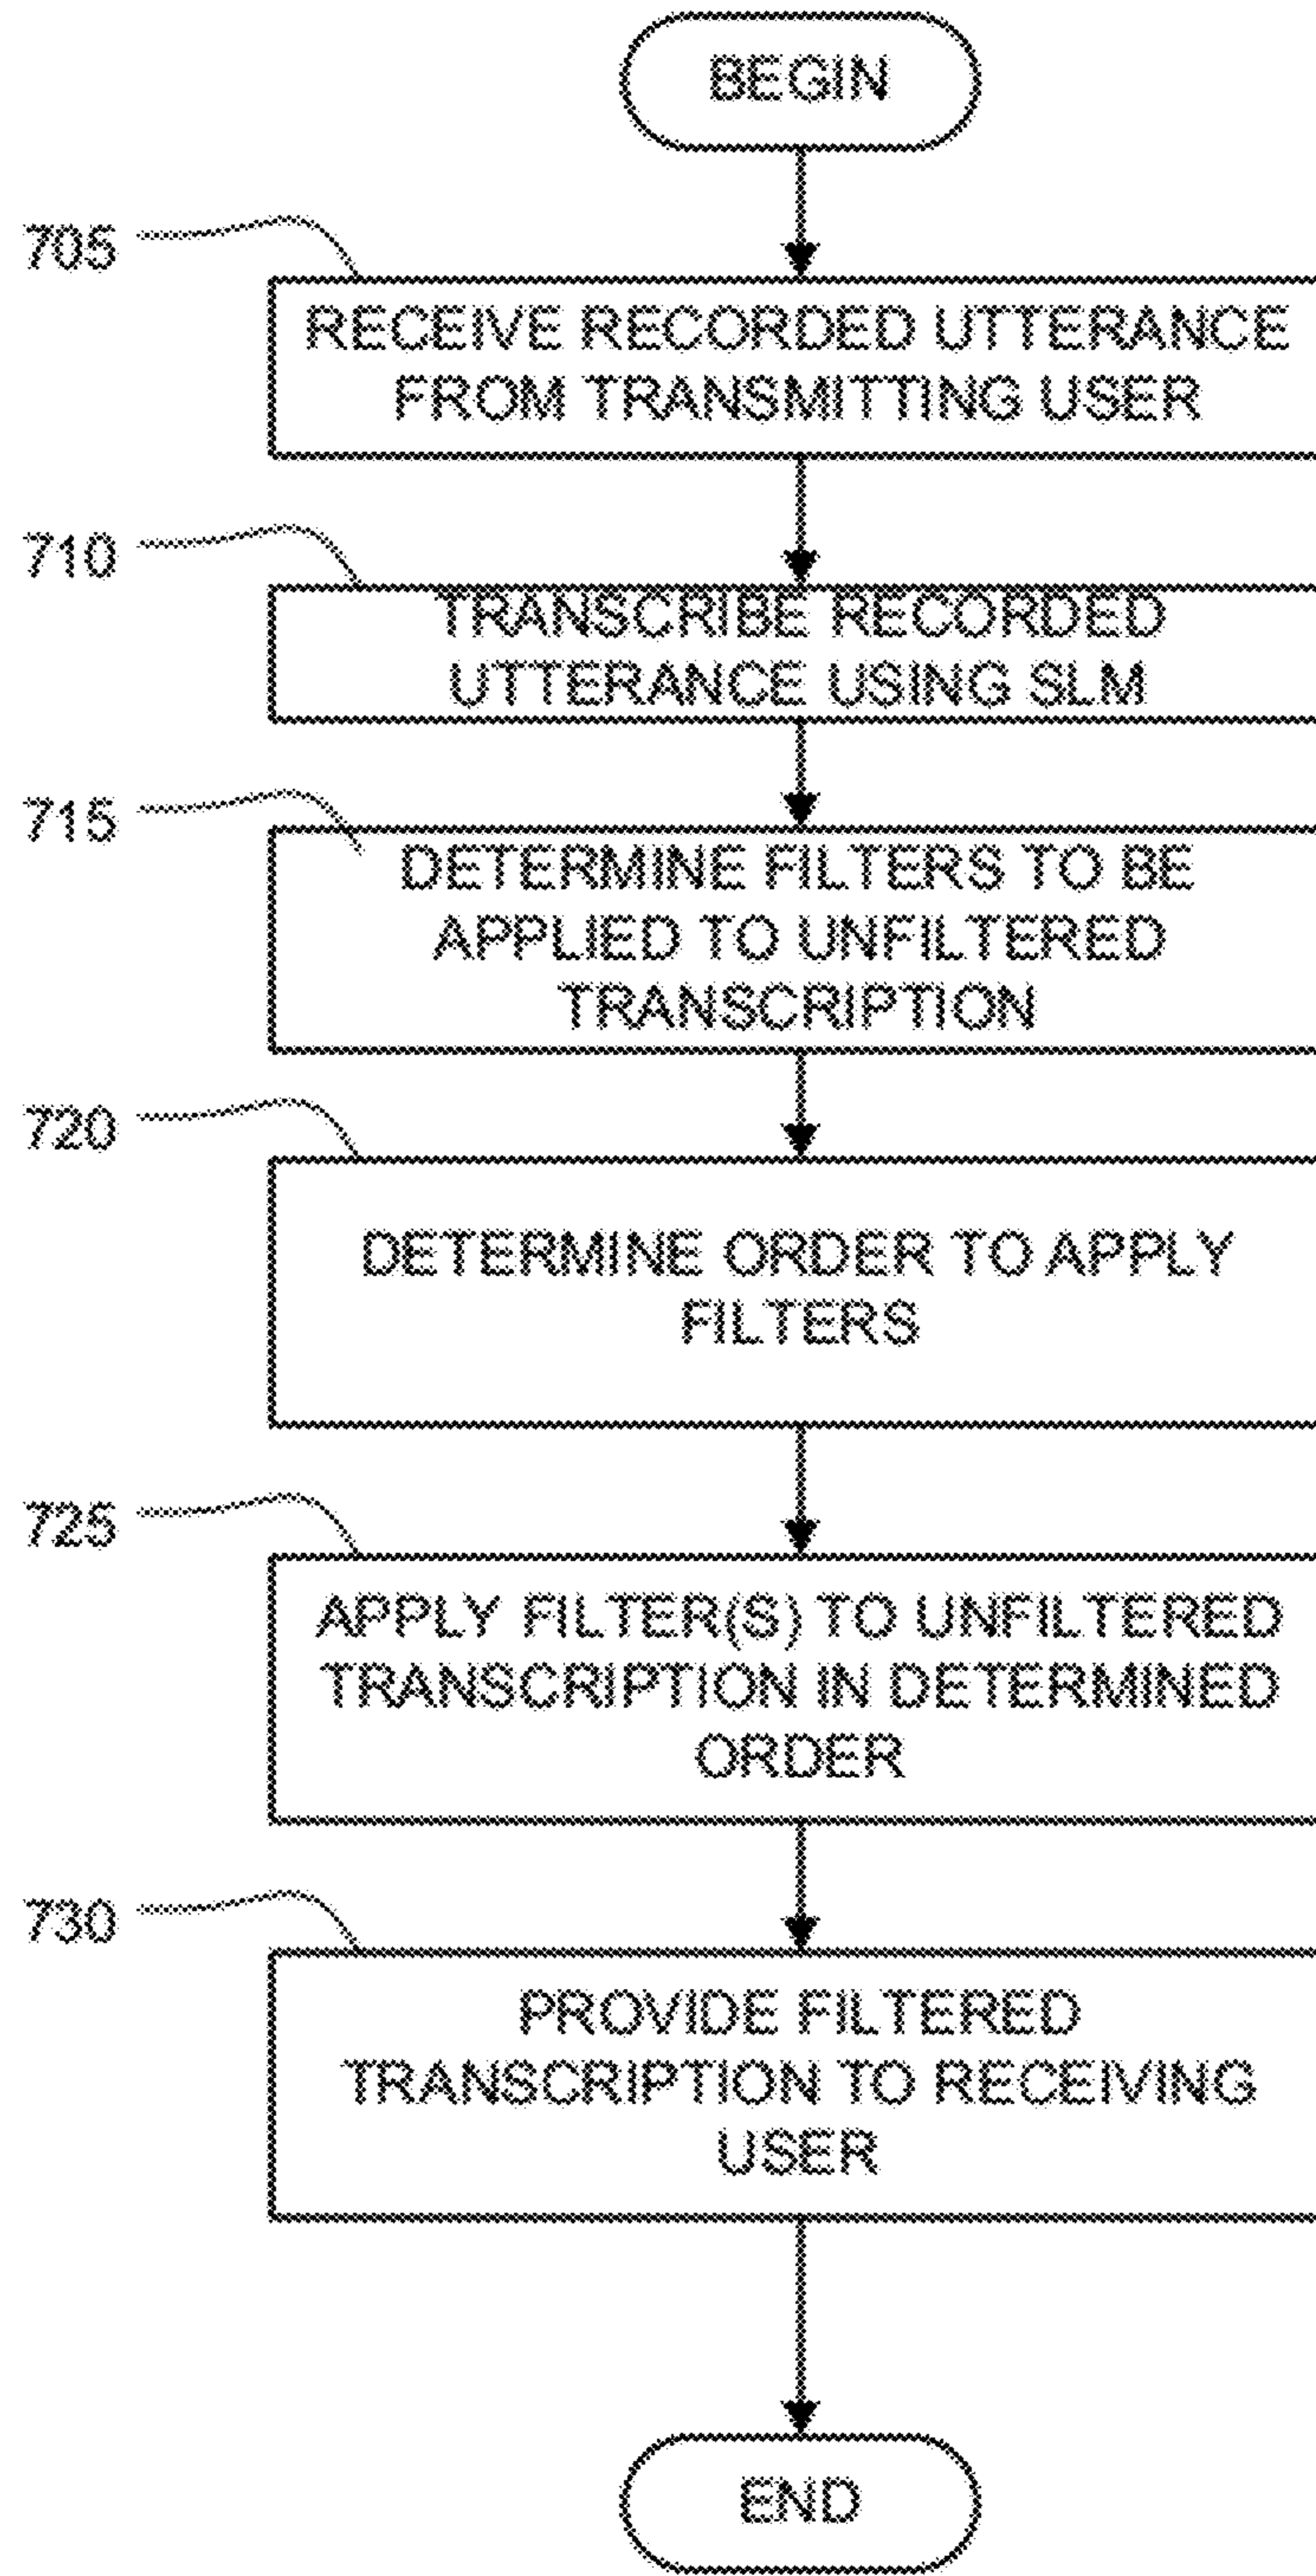 BEGIN
705
RECEIVE RECORDED UTTERANCE
FROM TRANSMITTING USER
710
TRANSCRIBE RECORDED
UTTERANCE USING SLM
715
DETERMINE FILTERS TO BE
APPLIED TO UNFILTERED
TRANSCRIPTION
720
DETERMINE ORDER TO APPLY
FILTERS
725
APPLY FILTER(S) TO UNFILTERED
TRANSCRIPTION IN DETERMINED
ORDER
730
PROVIDE FILTERED
TRANSCRIPTION TO RECEIVING
USER
END